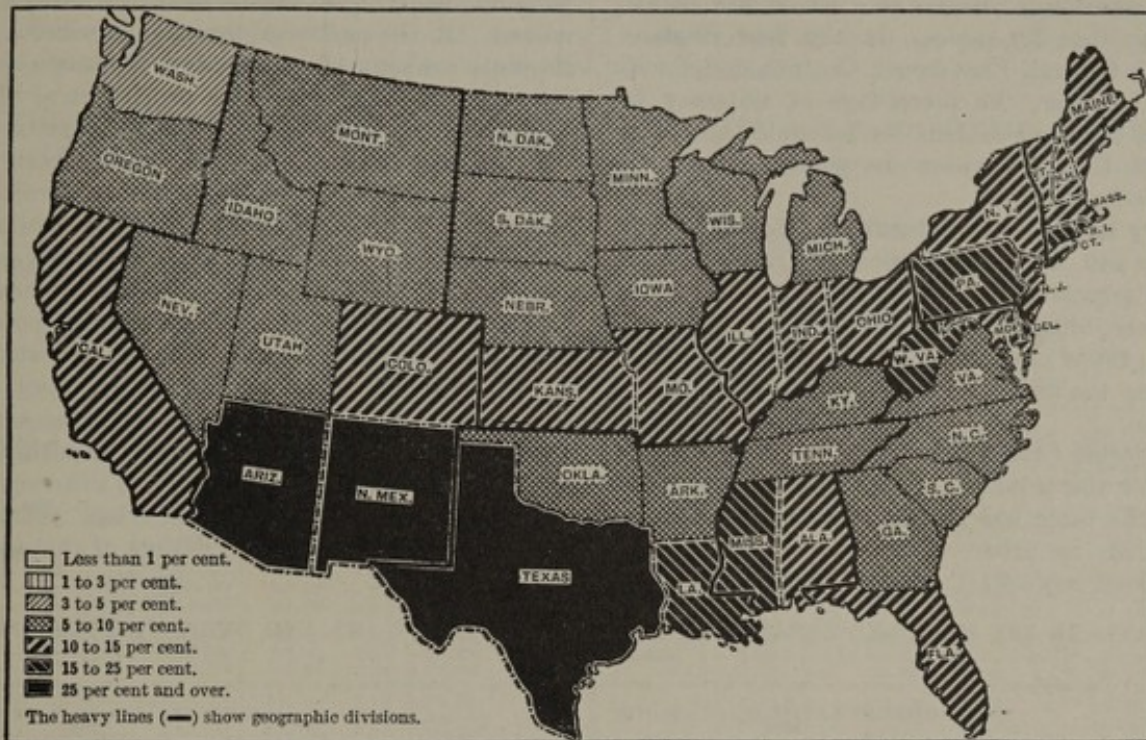 WASH.
OREGON
CAL.
NEV.
IDAHO
MONT.
WYO.
UTAH
COLO.
ARIZ.
N. MEX.
N. DAK.
S. DAK.
NEBR.
KANS.
OKLA.
TEXAS
MINN.
IOWA
MO.
ARK.
LA.
WIS.
MICH.
ILL.
IND.
OHIO
KY.
TENN.
MISS.
ALA.
GA.
FLA.
S. C.
N. C.
VA.
W. VA.
PA.
N. Y.
MAINE
N.H.
MASS.
R. I.
CT.
N. J.
DEL.
Less than 1 per cent.
1 to 3 per cent.
3 to 5 per cent.
5 to 10 per cent.
10 to 15 per cent.
15 to 25 per cent.
25 per cent and over.
The heavy lines (—) show geographic divisions.